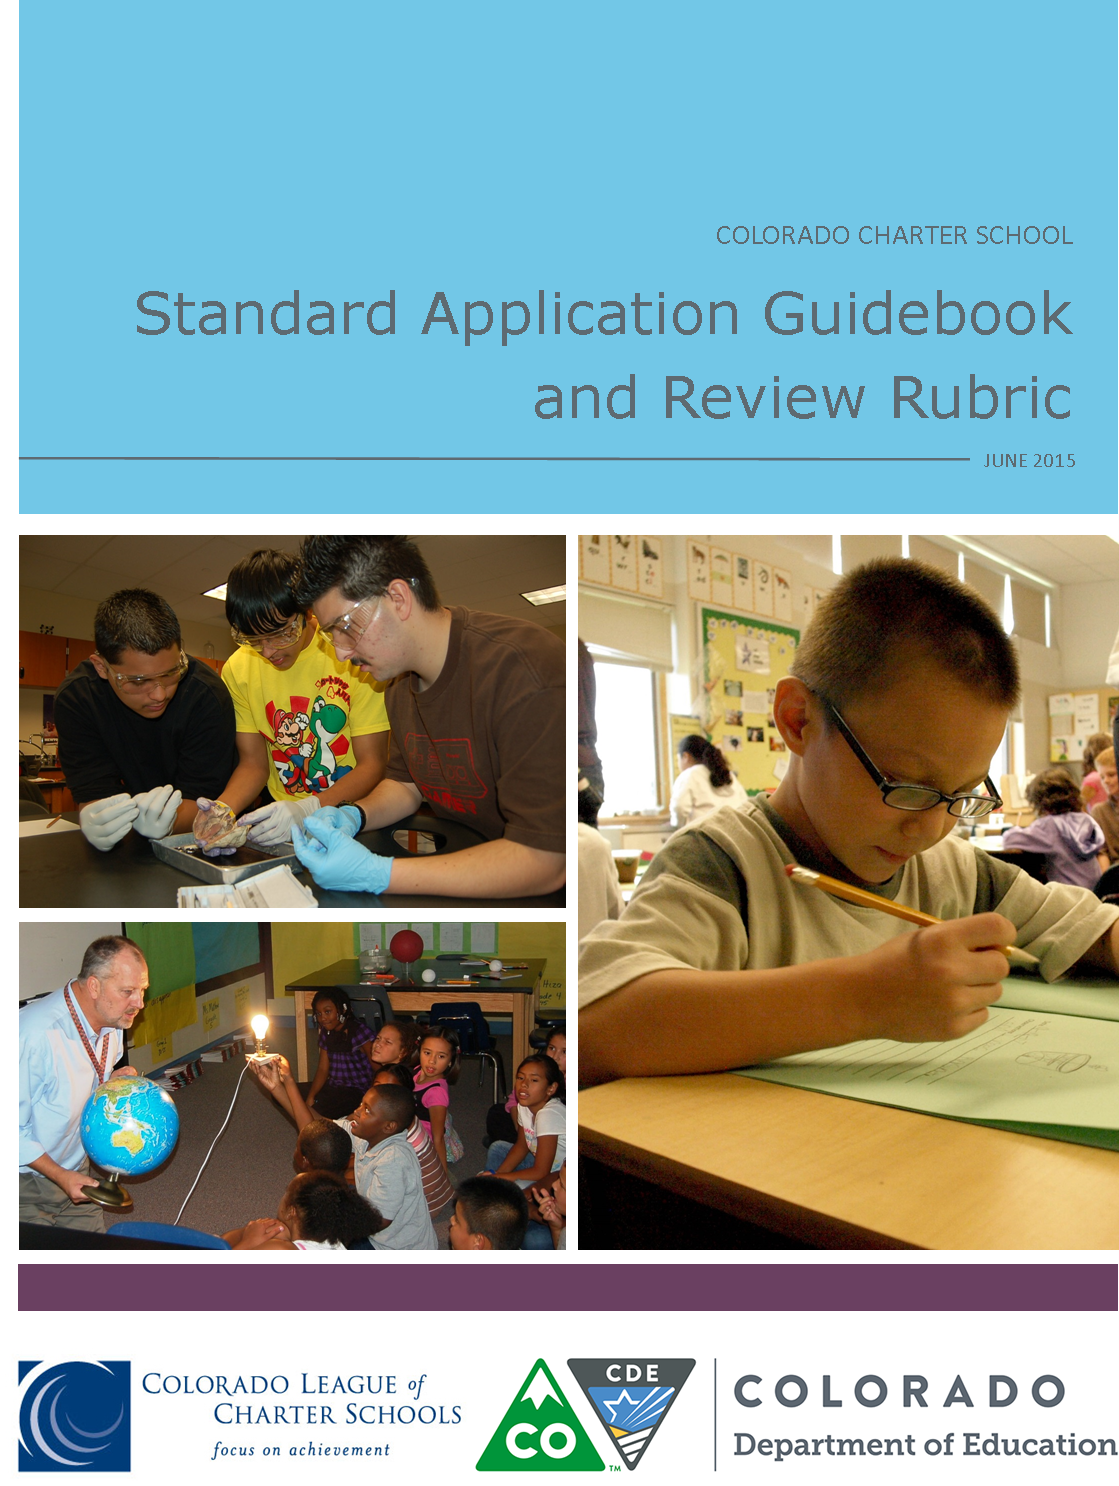 COLORADO CHARTER SCHOOL
Standard Application Guidebook
and Review Rubric
JUNE 2015
COLORADO LEAGUE of
CHARTER SCHOOLS
focus on achievement
CO
TM
CDE
COLORADO
Department of Education